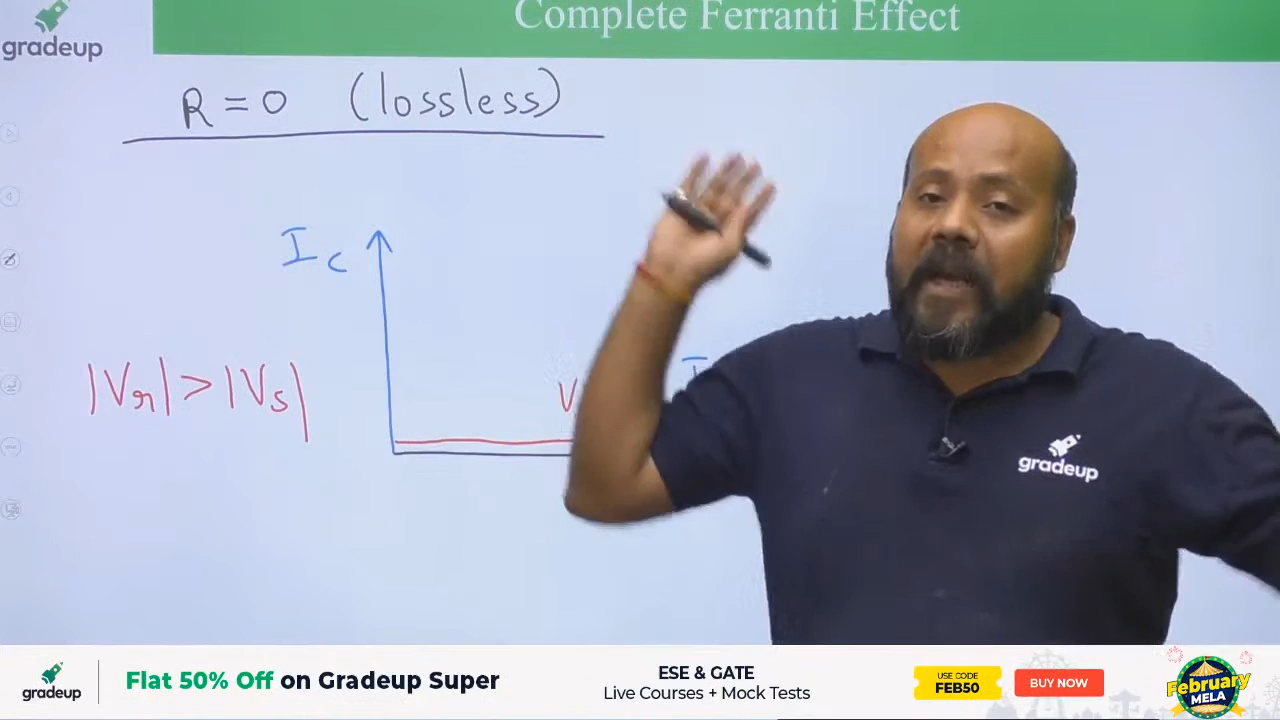 gradeup
Complete Ferranti Effect
R = 0 (lossless)
I c
|Vr| > |Vs|
V
gradeup
gradeup
Flat 50% Off on Gradeup Super
ESE & GATE
Live Courses + Mock Tests
USE CODE
FEB50
BUY NOW
February
MELA